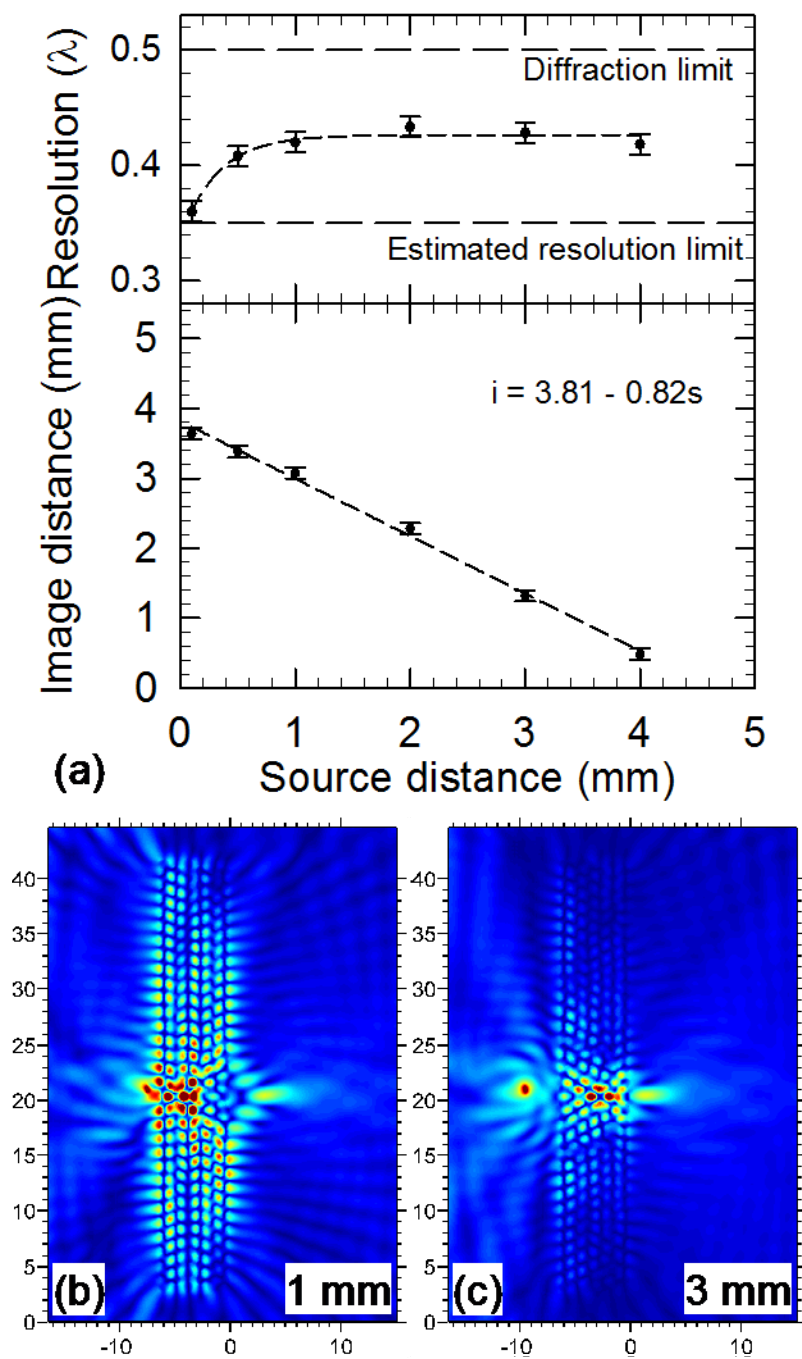 Resolution (λ)
0.5
0.4
0.3
Diffraction limit
Estimated resolution limit
Image distance (mm)
5
4
3
2
1
0
i = 3.81 - 0.82s
0 1 2 3 4 5
Source distance (mm)
(a)
40
35
30
25
20
15
10
5
0
-10 0 10
(b)
1 mm
40
35
30
25
20
15
10
5
0
-10 0 10
(c)
3 mm